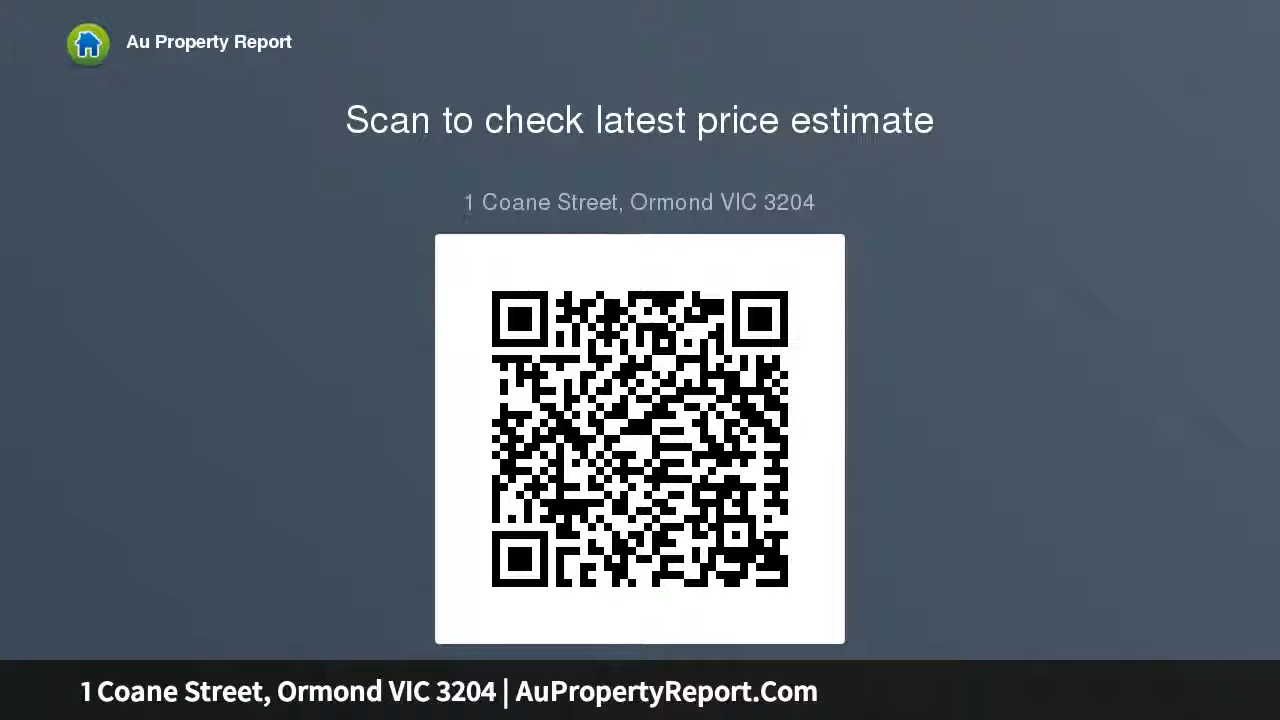 Au Property Report
Scan to check latest price estimate
1 Coane Street, Ormond VIC 3204
1 Coane Street, Ormond VIC 3204 | AuPropertyReport.Com